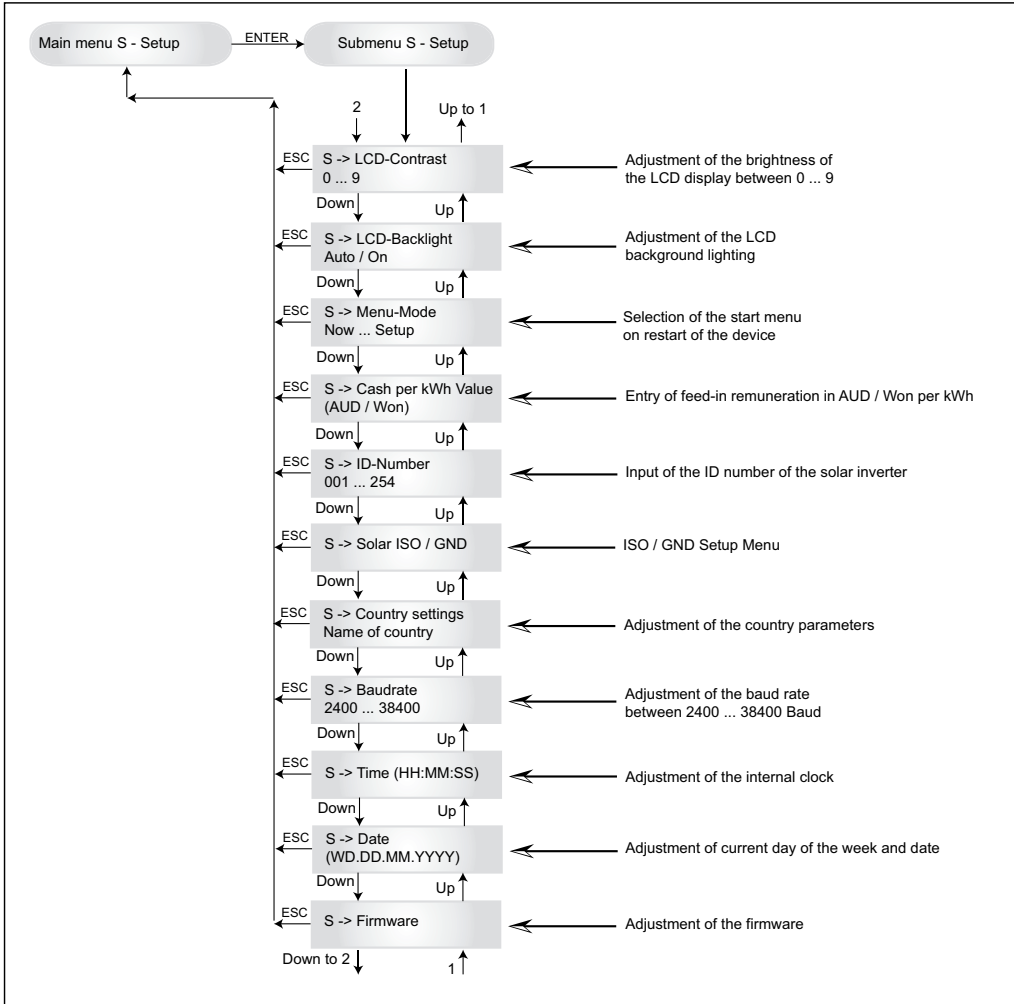 Main menu S - Setup
ENTER
Submenu S - Setup
2
Up to 1
ESC
S -> LCD-Contrast
0 ... 9
Adjustment of the brightness of
the LCD display between 0 ... 9
Down
Up
ESC
S -> LCD-Backlight
Auto / On
Adjustment of the LCD
background lighting
Down
Up
ESC
S -> Menu-Mode
Now ... Setup
Selection of the start menu
on restart of the device
Down
Up
ESC
S -> Cash per kWh Value
(AUD / Won)
Entry of feed-in remuneration in AUD / Won per kWh
Down
Up
ESC
S -> ID-Number
001 ... 254
Input of the ID number of the solar inverter
Down
Up
ESC
S -> Solar ISO / GND
ISO / GND Setup Menu
Down
Up
ESC
S -> Country settings
Name of country
Adjustment of the country parameters
Down
Up
ESC
S -> Baudrate
2400 ... 38400
Adjustment of the baud rate
between 2400 ... 38400 Baud
Down
Up
ESC
S -> Time (HH:MM:SS)
Adjustment of the internal clock
Down
Up
ESC
S -> Date
(WD.DD.MM.YYYY)
Adjustment of current day of the week and date
Down
Up
ESC
S -> Firmware
Adjustment of the firmware
Down to 2
1